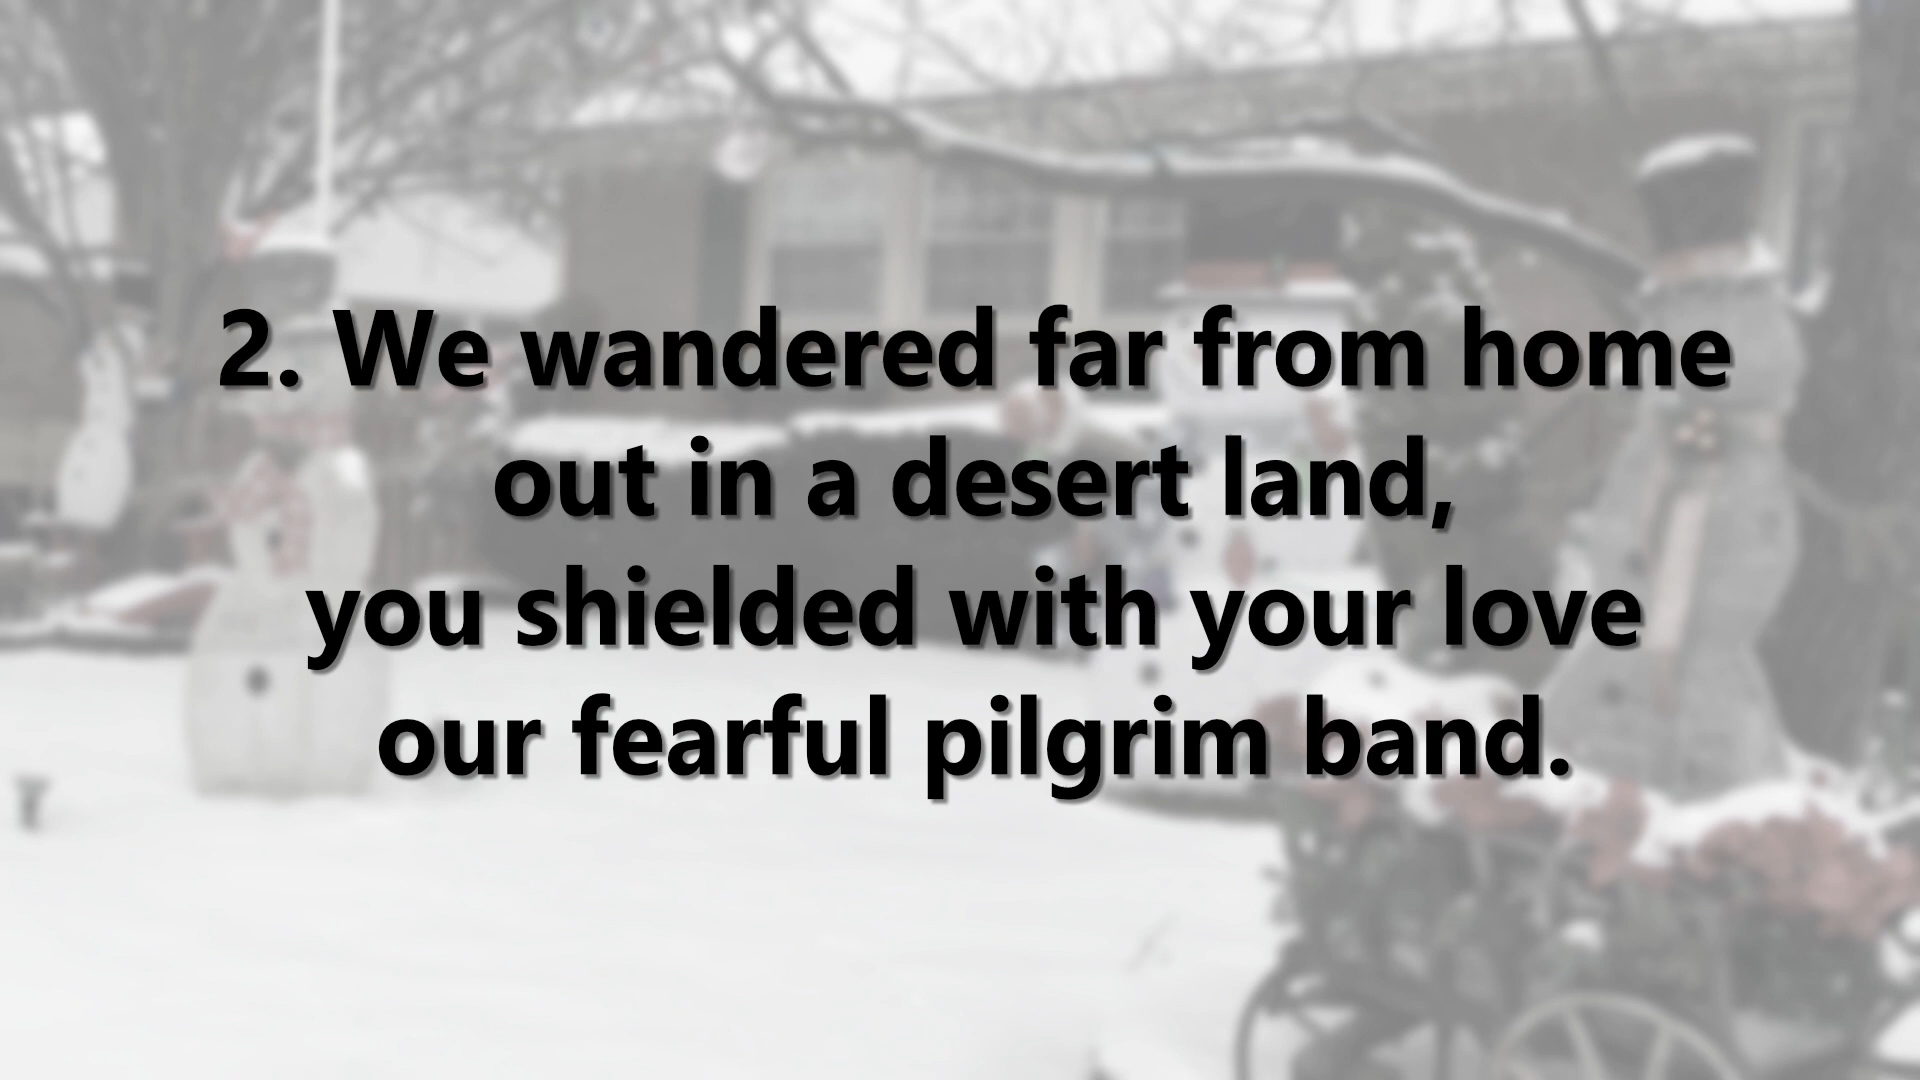 2. We wandered far from home
out in a desert land,
you shielded with your love
our fearful pilgrim band.